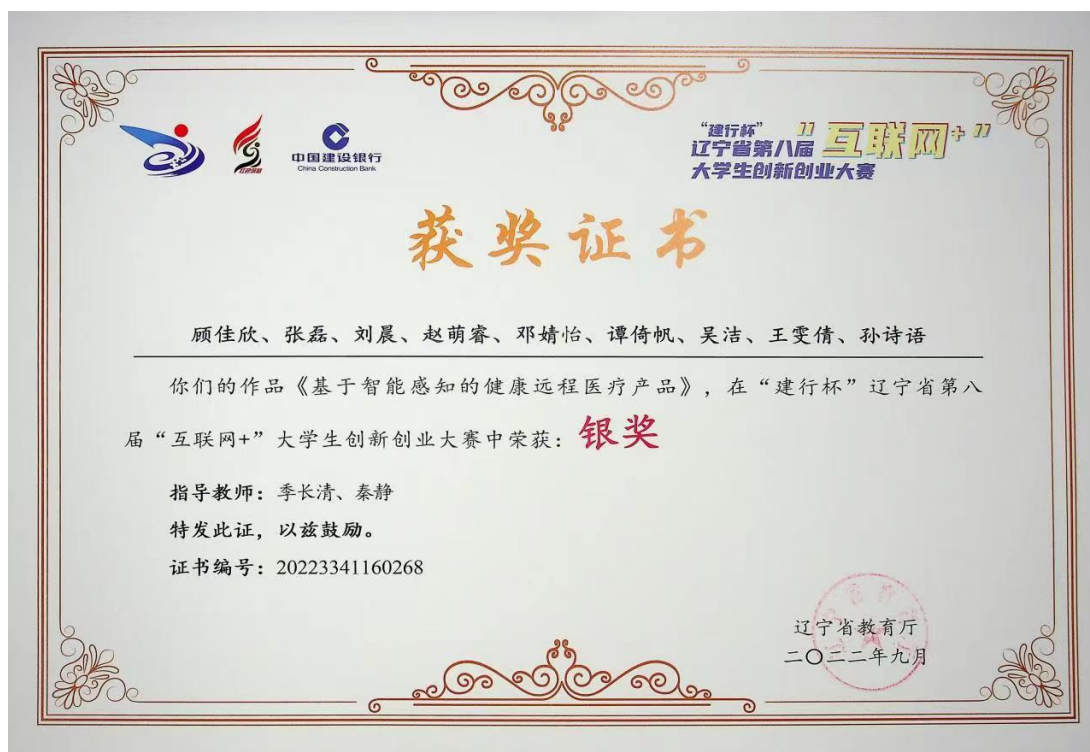 红色领航
中国建设银行
China Construction Bank
“建行杯”
辽宁省第八届“互联网+”
大学生创新创业大赛
获奖证书
顾佳欣、张磊、刘晨、赵萌睿、邓婧怡、谭倚帆、吴洁、王雯倩、孙诗语
你们的作品《基于智能感知的健康远程医疗产品》，在“建行杯”辽宁省第八
届“互联网+”大学生创新创业大赛中荣获：银奖
指导教师：季长清、秦静
特发此证，以兹鼓励。
证书编号：20223341160268
辽宁省教育厅
二〇二二年九月